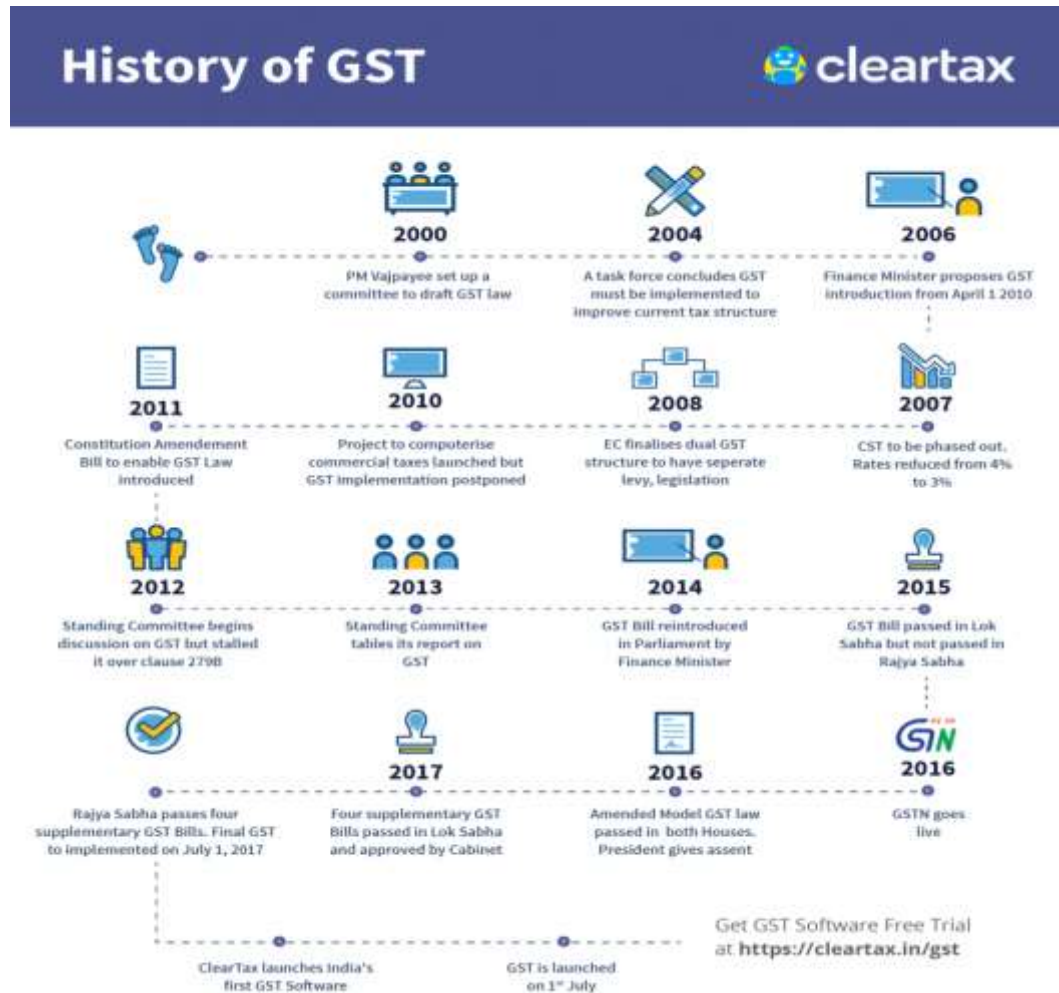 History of GST
cleartax
2000
PM Vajpayee set up a
committee to draft GST law
2004
A task force concludes GST
must be implemented to
improve current tax structure
2006
Finance Minister proposes GST
introduction from April 1 2010
2011
Constitution Amendement
Bill to enable GST Law
introduced
2010
Project to computerise
commercial taxes launched but
GST implementation postponed
2008
EC finalises dual GST
structure to have seperate
levy, legislation
2007
CST to be phased out.
Rates reduced from 4%
to 3%
2012
Standing Committee begins
discussion on GST but stalled
it over clause 279B
2013
Standing Committee
tables its report on
GST
2014
GST Bill reintroduced
in Parliament by
Finance Minister
2015
GST Bill passed in Lok
Sabha but not passed in
Rajya Sabha
Rajya Sabha passes four
supplementary GST Bills. Final GST
to implemented on July 1, 2017
2017
Four supplementary GST
Bills passed in Lok Sabha
and approved by Cabinet
2016
Amended Model GST law
passed in both Houses.
President gives assent
GSTN
2016
GSTN goes
live
ClearTax launches India's
first GST Software
GST is launched
on 1st July
Get GST Software Free Trial
at https://cleartax.in/gst